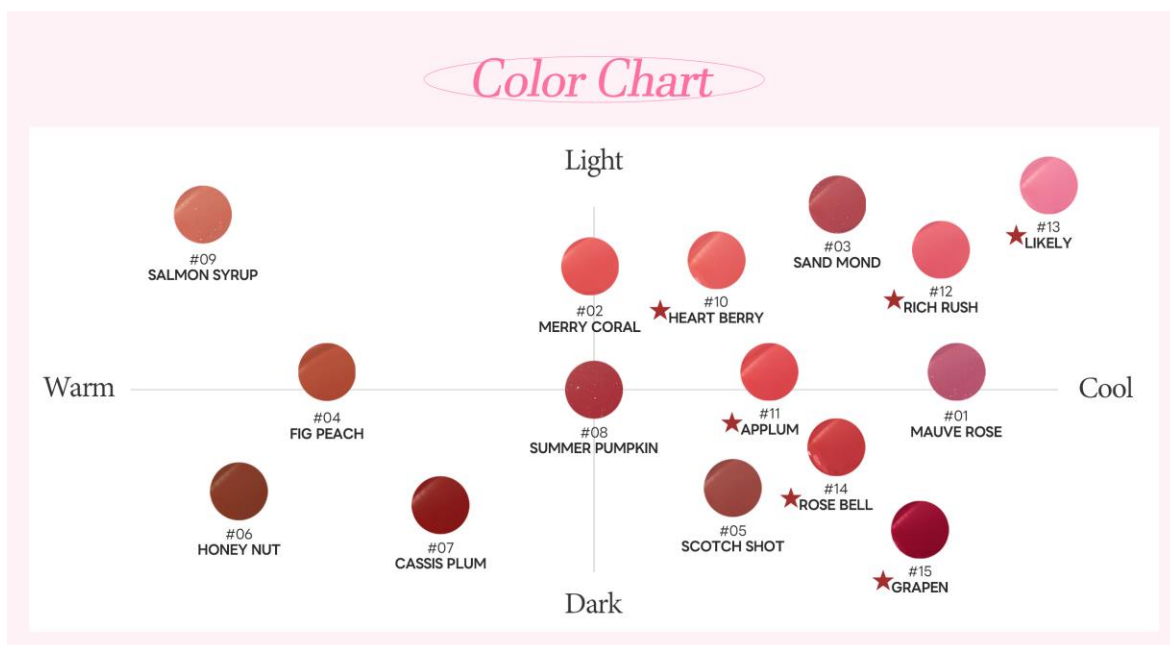 Color Chart
Light
#13
LIKELY
#03
SAND MOND
#09
SALMON SYRUP
#12
RICH RUSH
#10
HEART BERRY
#02
MERRY CORAL
Warm
Cool
#04
FIG PEACH
#08
SUMMER PUMPKIN
#11
APPLUM
#01
MAUVE ROSE
#14
ROSE BELL
#06
HONEY NUT
#07
CASSIS PLUM
#05
SCOTCH SHOT
#15
GRAPEN
Dark